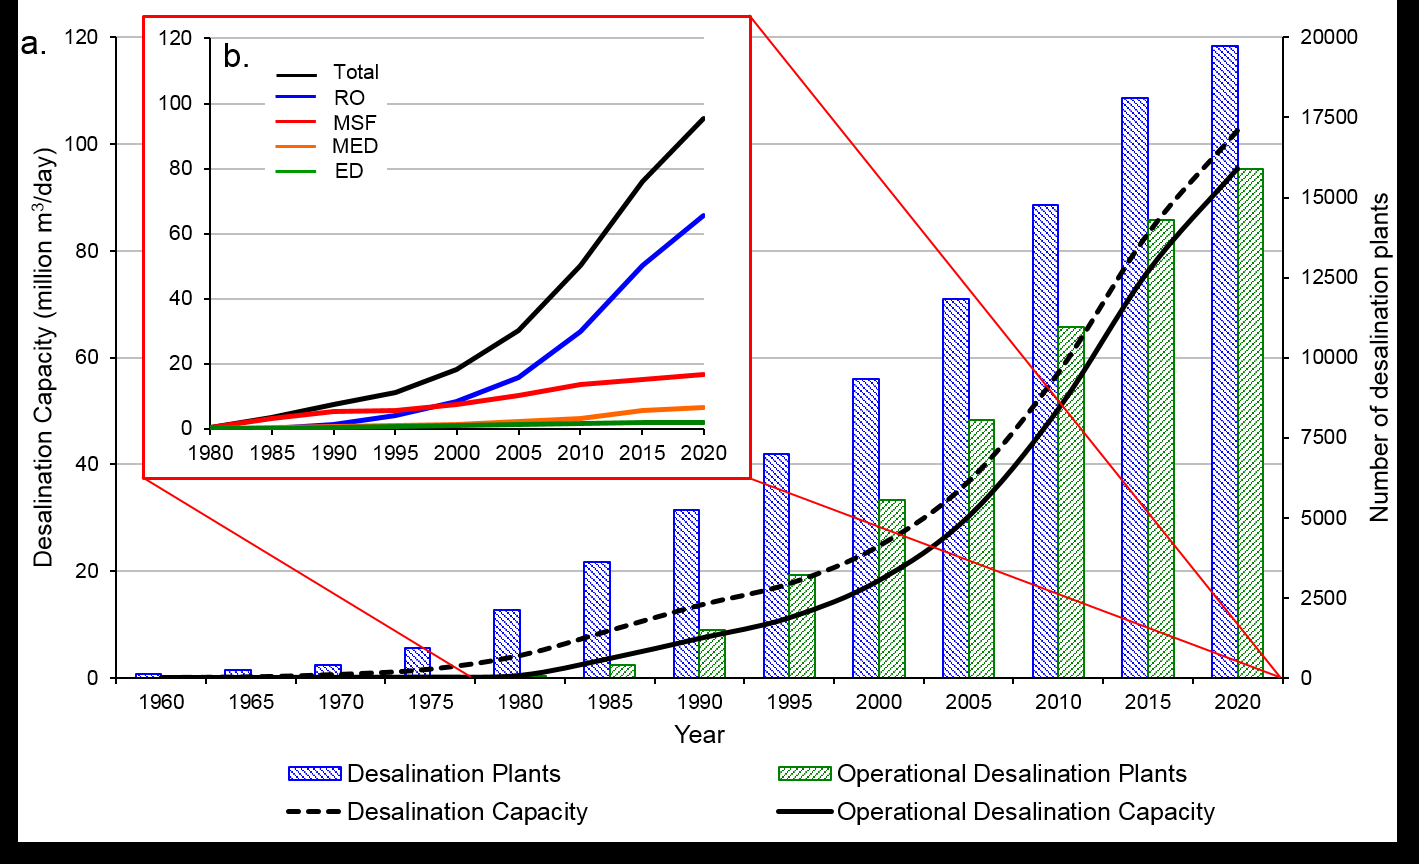 a.
120
100
80
60
40
20
0
Desalination Capacity (million m³/day)
b.
120
100
80
60
40
20
0
Total
RO
MSF
MED
ED
1980 1985 1990 1995 2000 2005 2010 2015 2020
20000
17500
15000
12500
10000
7500
5000
2500
0
Number of desalination plants
1960 1965 1970 1975 1980 1985 1990 1995 2000 2005 2010 2015 2020
Year
Desalination Plants
Operational Desalination Plants
Desalination Capacity
Operational Desalination Capacity